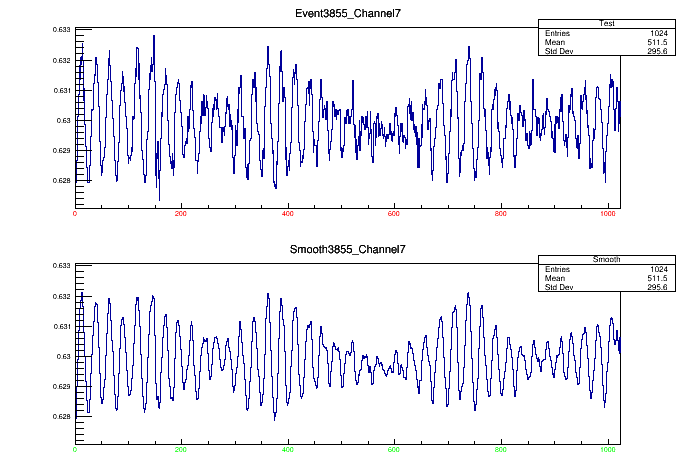 Event3855_Channel7
Test
Entries 1024
Mean 511.5
Std Dev 295.6
0.633
0.632
0.631
0.63
0.629
0.628
0 200 400 600 800 1000
Smooth3855_Channel7
Smooth
Entries 1024
Mean 511.5
Std Dev 295.6
0.633
0.632
0.631
0.63
0.629
0.628
0 200 400 600 800 1000